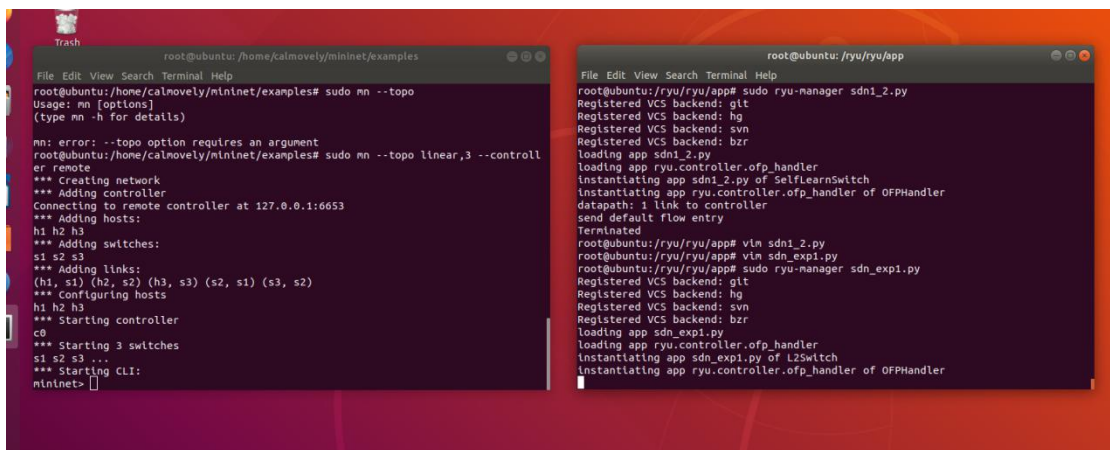 Trash
root@ubuntu: /home/calmovely/mininet/examples
File Edit View Search Terminal Help
root@ubuntu:/home/calmovely/mininet/examples# sudo mn --topo
Usage: mn [options]
(type mn -h for details)
mn: error: --topo option requires an argument
root@ubuntu:/home/calmovely/mininet/examples# sudo mn --topo linear,3 --controll
er remote
*** Creating network
*** Adding controller
Connecting to remote controller at 127.0.0.1:6653
*** Adding hosts:
h1 h2 h3
*** Adding switches:
s1 s2 s3
*** Adding links:
(h1, s1) (h2, s2) (h3, s3) (s2, s1) (s3, s2)
*** Configuring hosts
h1 h2 h3
*** Starting controller
c0
*** Starting 3 switches
s1 s2 s3 ...
*** Starting CLI:
mininet>
root@ubuntu: /ryu/ryu/app
File Edit View Search Terminal Help
root@ubuntu:/ryu/ryu/app# sudo ryu-manager sdn1_2.py
Registered VCS backend: git
Registered VCS backend: hg
Registered VCS backend: svn
Registered VCS backend: bzr
loading app sdn1_2.py
loading app ryu.controller.ofp_handler
instantiating app sdn1_2.py of SelfLearnSwitch
instantiating app ryu.controller.ofp_handler of OFPHandler
datapath: 1 link to controller
send default flow entry
Terminated
root@ubuntu:/ryu/ryu/app# vim sdn1_2.py
root@ubuntu:/ryu/ryu/app# vim sdn_exp1.py
root@ubuntu:/ryu/ryu/app# sudo ryu-manager sdn_exp1.py
Registered VCS backend: git
Registered VCS backend: hg
Registered VCS backend: svn
Registered VCS backend: bzr
loading app sdn_exp1.py
loading app ryu.controller.ofp_handler
instantiating app sdn_exp1.py of L2Switch
instantiating app ryu.controller.ofp_handler of OFPHandler